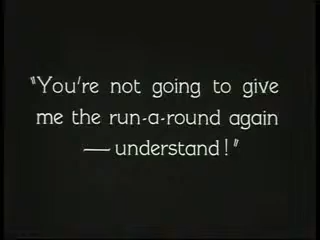 "You're not going to give
me the run-a-round again
—understand!"